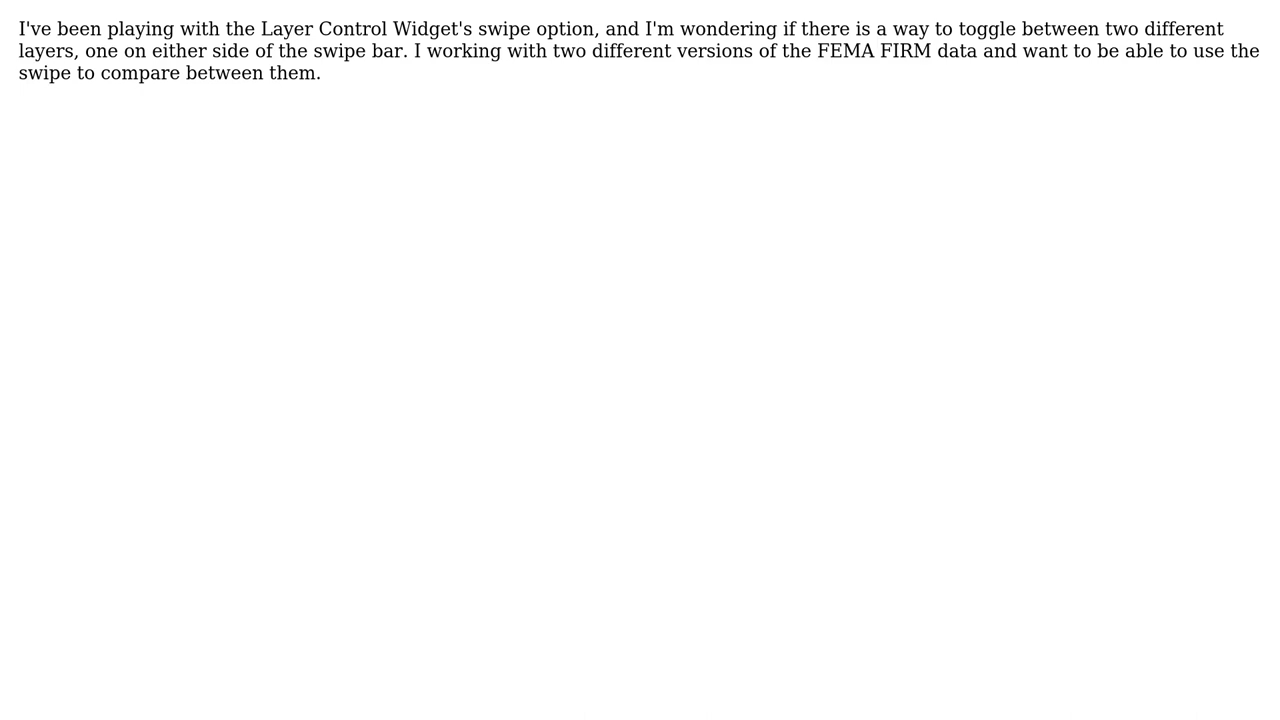 I've been playing with the Layer Control Widget's swipe option, and I'm wondering if there is a way to toggle between two different
layers, one on either side of the swipe bar. I working with two different versions of the FEMA FIRM data and want to be able to use the
swipe to compare between them.